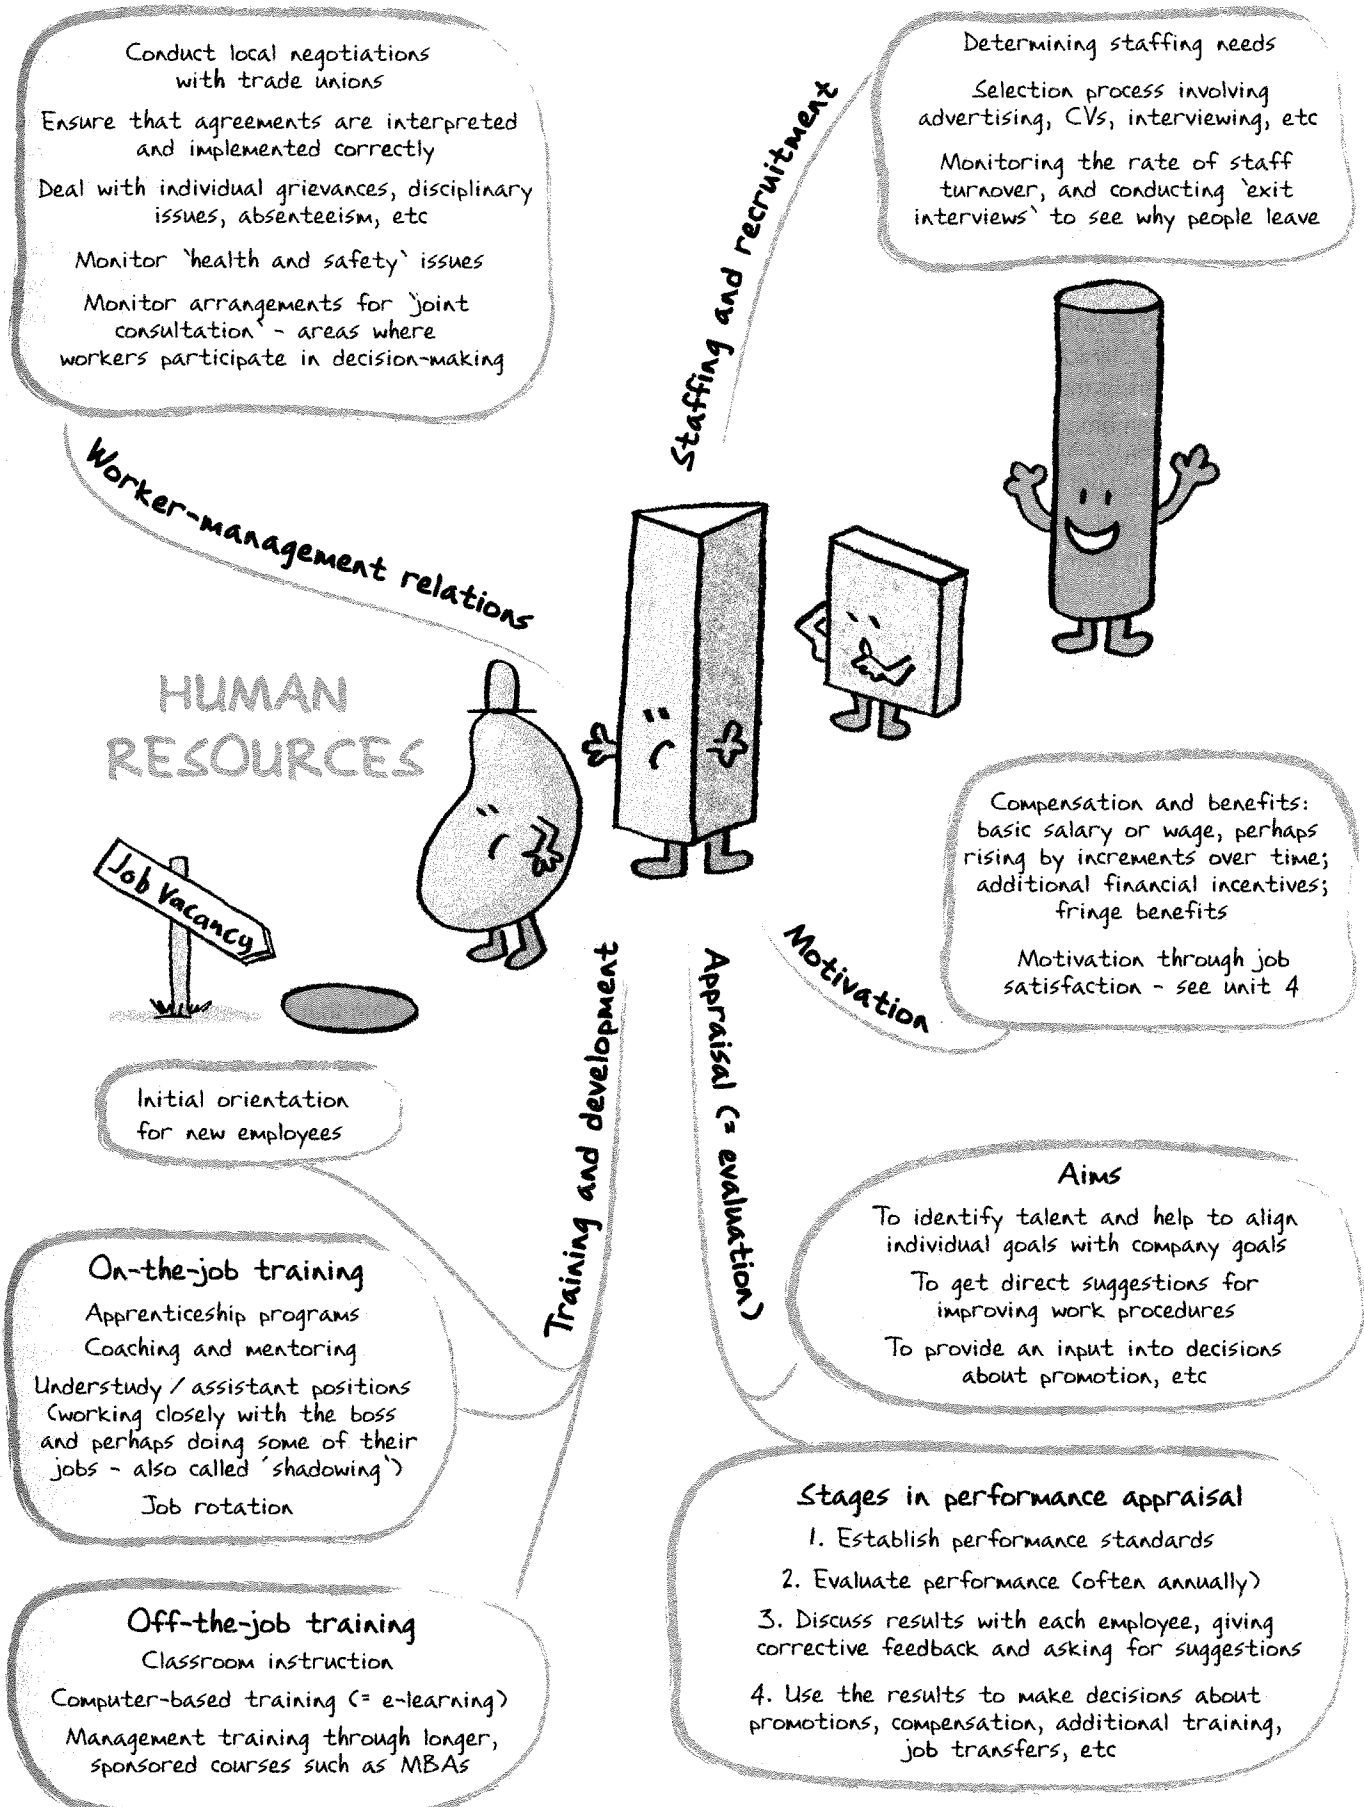 Conduct local negotiations
with trade unions
Ensure that agreements are interpreted
and implemented correctly
Deal with individual grievances, disciplinary
issues, absenteeism, etc
Monitor 'health and safety' issues
Monitor arrangements for 'joint
consultation' - areas where
workers participate in decision-making
Worker-management relations
Determining staffing needs
Selection process involving
advertising, CVs, interviewing, etc
Monitoring the rate of staff
turnover, and conducting 'exit
interviews' to see why people leave
Staffing and recruitment
HUMAN
RESOURCES
Job Vacancy
Compensation and benefits:
basic salary or wage, perhaps
rising by increments over time;
additional financial incentives;
fringe benefits
Motivation through job
satisfaction - see unit 4
Motivation
Training and development
Appraisal (= evaluation)
Initial orientation
for new employees
On-the-job training
Apprenticeship programs
Coaching and mentoring
Understudy / assistant positions
(working closely with the boss
and perhaps doing some of their
jobs - also called 'shadowing')
Job rotation
Off-the-job training
Classroom instruction
Computer-based training (= e-learning)
Management training through longer,
sponsored courses such as MBAs
Aims
To identify talent and help to align
individual goals with company goals
To get direct suggestions for
improving work procedures
To provide an input into decisions
about promotion, etc
Stages in performance appraisal
1. Establish performance standards
2. Evaluate performance (often annually)
3. Discuss results with each employee, giving
corrective feedback and asking for suggestions
4. Use the results to make decisions about
promotions, compensation, additional training,
job transfers, etc